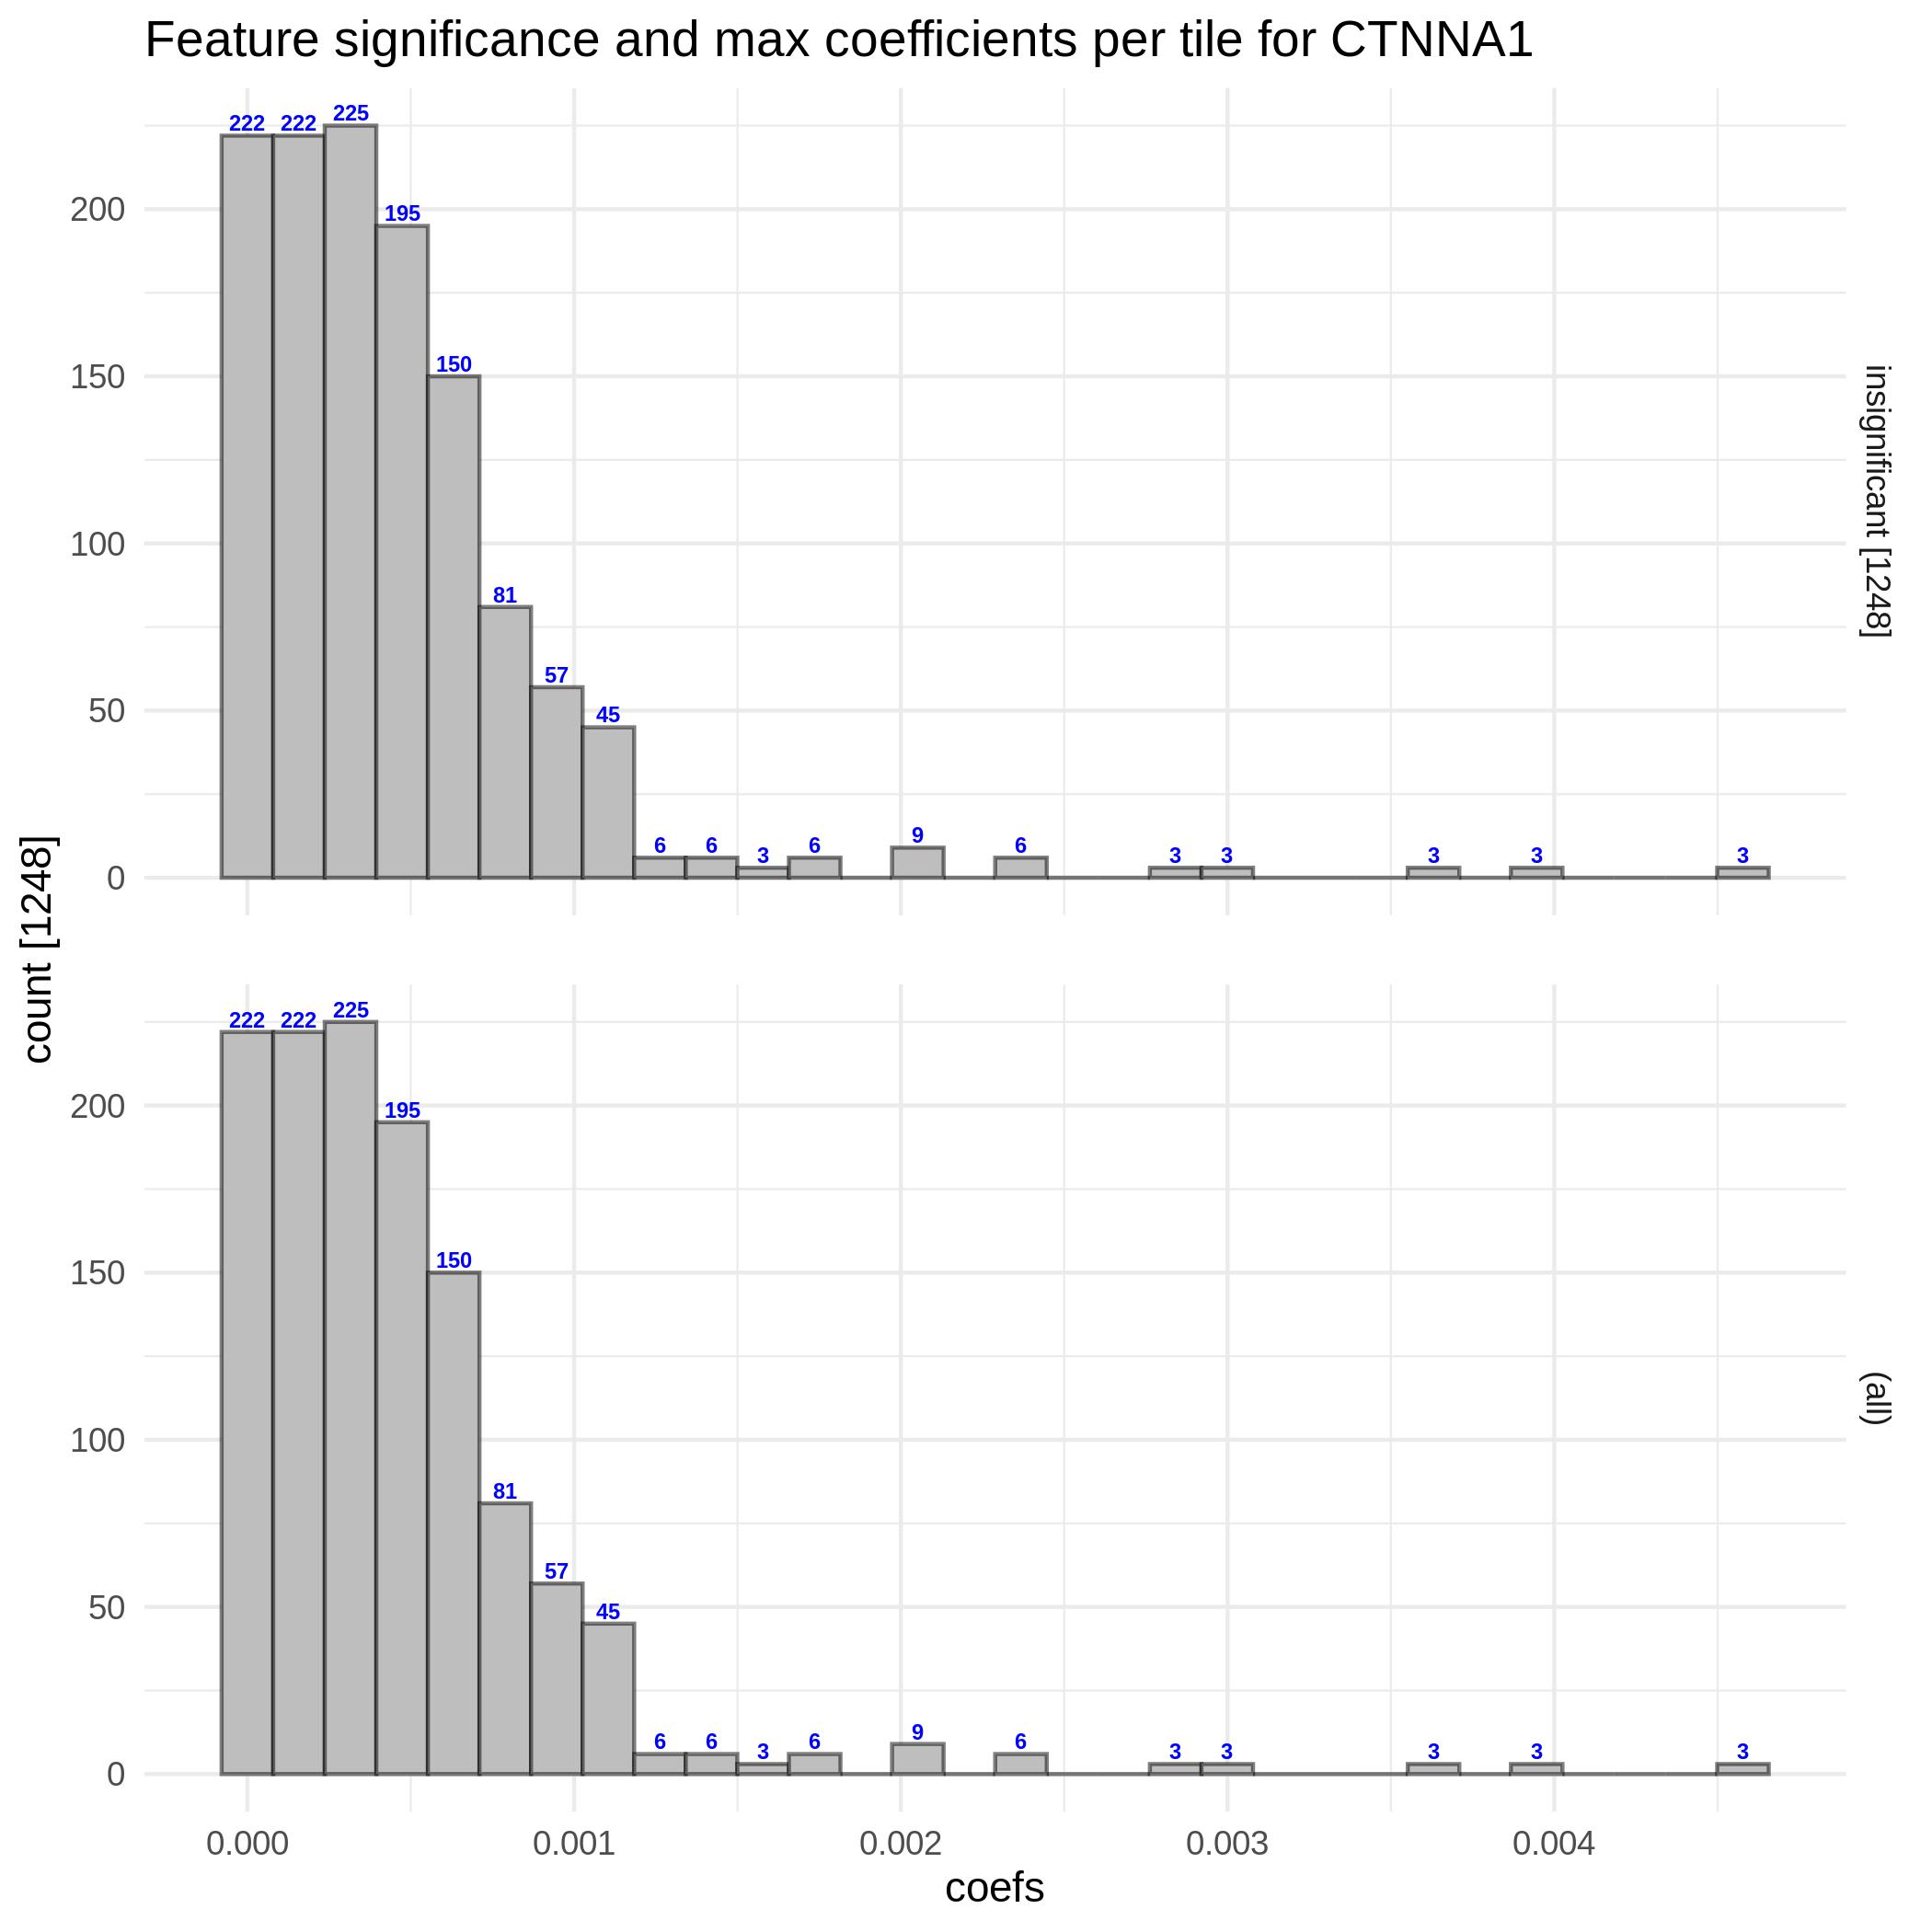 Feature significance and max coefficients per tile for CTNNA1
222 222 225
195
150
81
57
45
6 6 3 6 9 6 3 3 3 3 3
200
150
100
50
0
insignificant [1248]
count [1248]
222 222 225
195
150
81
57
45
6 6 3 6 9 6 3 3 3 3 3
200
150
100
50
0
(all)
0.000 0.001 0.002 0.003 0.004
coefs